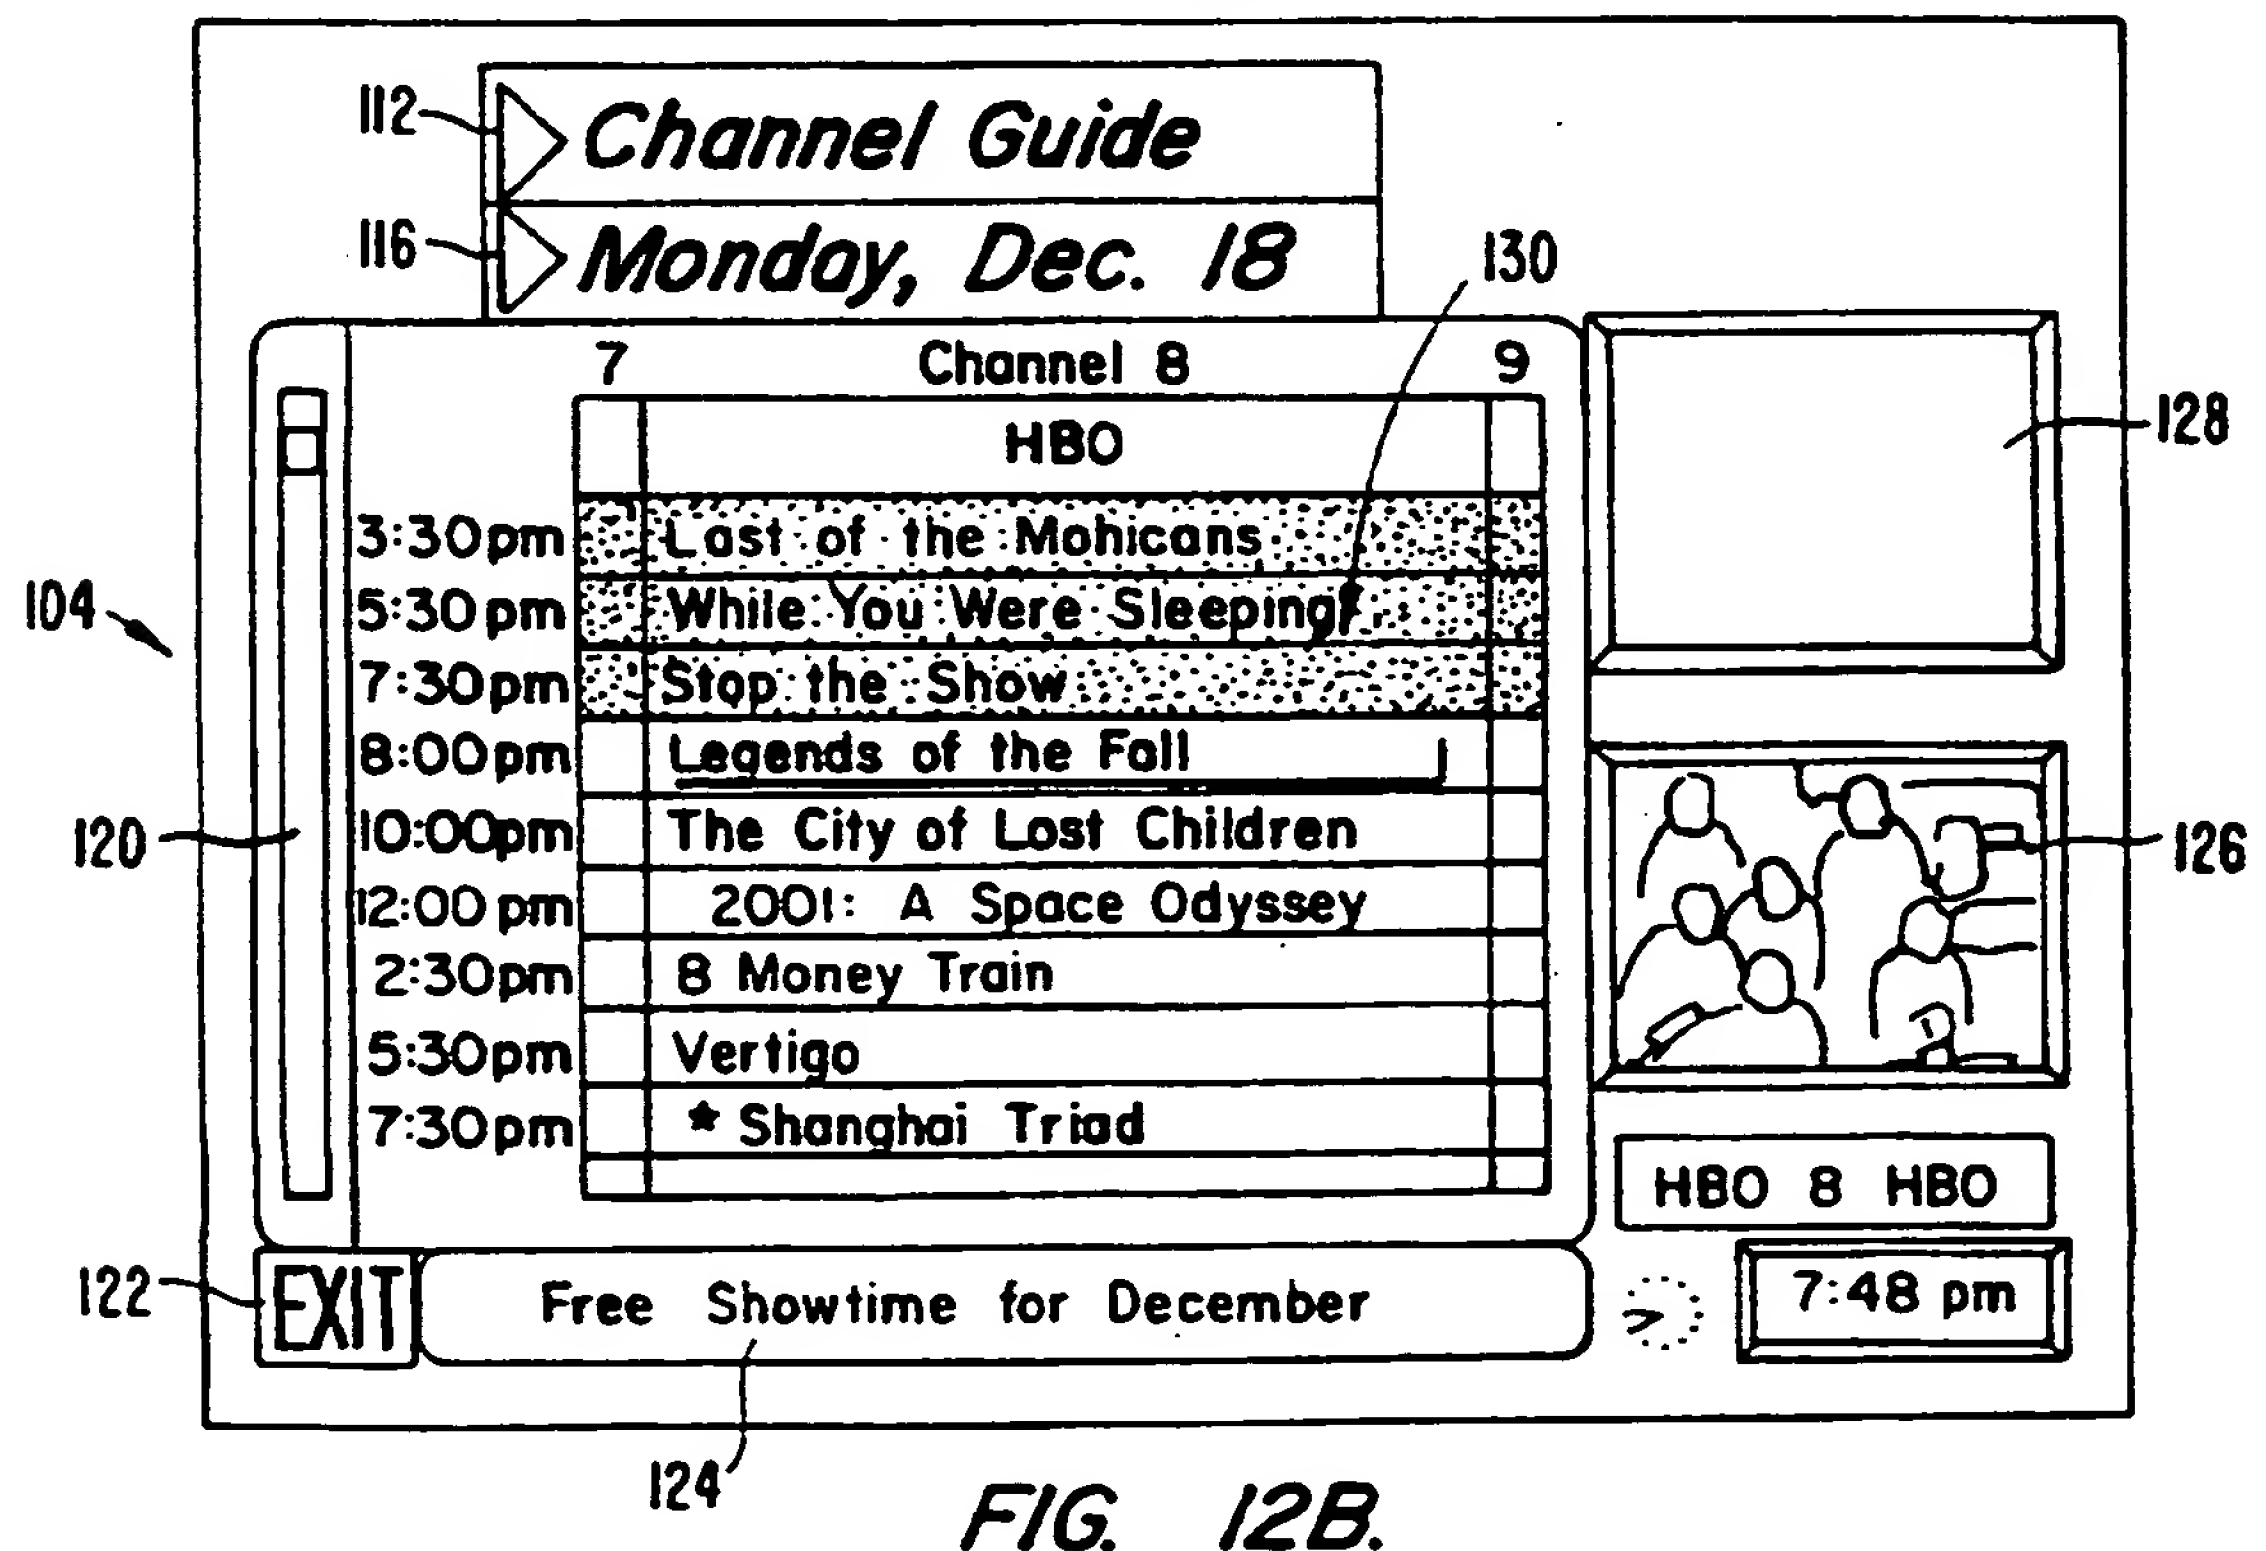 112
Channel Guide
116
Monday, Dec. 18
130
7 Channel 8 9
HBO
128
3:30pm Last of the Mohicans
104
5:30pm While You Were Sleeping
7:30pm Stop the Show
8:00pm Legends of the Fall
120
10:00pm The City of Lost Children
126
12:00pm 2001: A Space Odyssey
2:30pm 8 Money Train
5:30pm Vertigo
7:30pm ★ Shanghai Triad
HBO 8 HBO
122
EXIT
Free Showtime for December
7:48 pm
124
FIG. 12B.